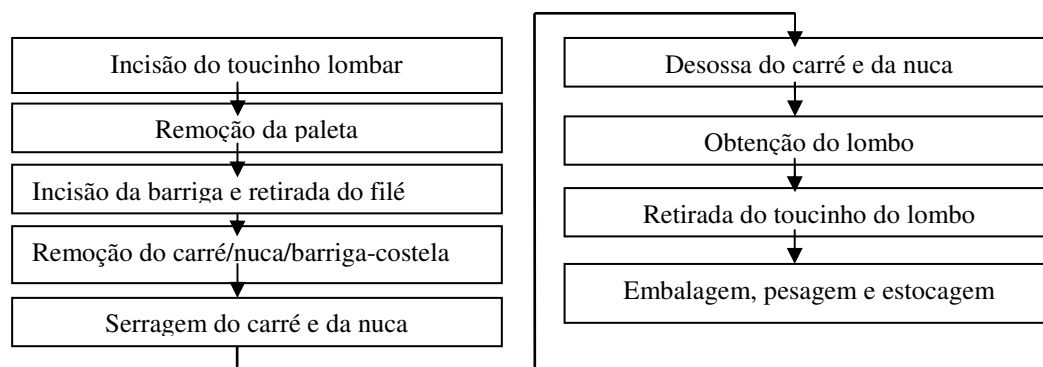 Incisão do toucinho lombar
Remoção da paleta
Incisão da barriga e retirada do filé
Remoção do carré/nuca/barriga-costela
Serragem do carré e da nuca
Desossa do carré e da nuca
Obtenção do lombo
Retirada do toucinho do lombo
Embalagem, pesagem e estocagem